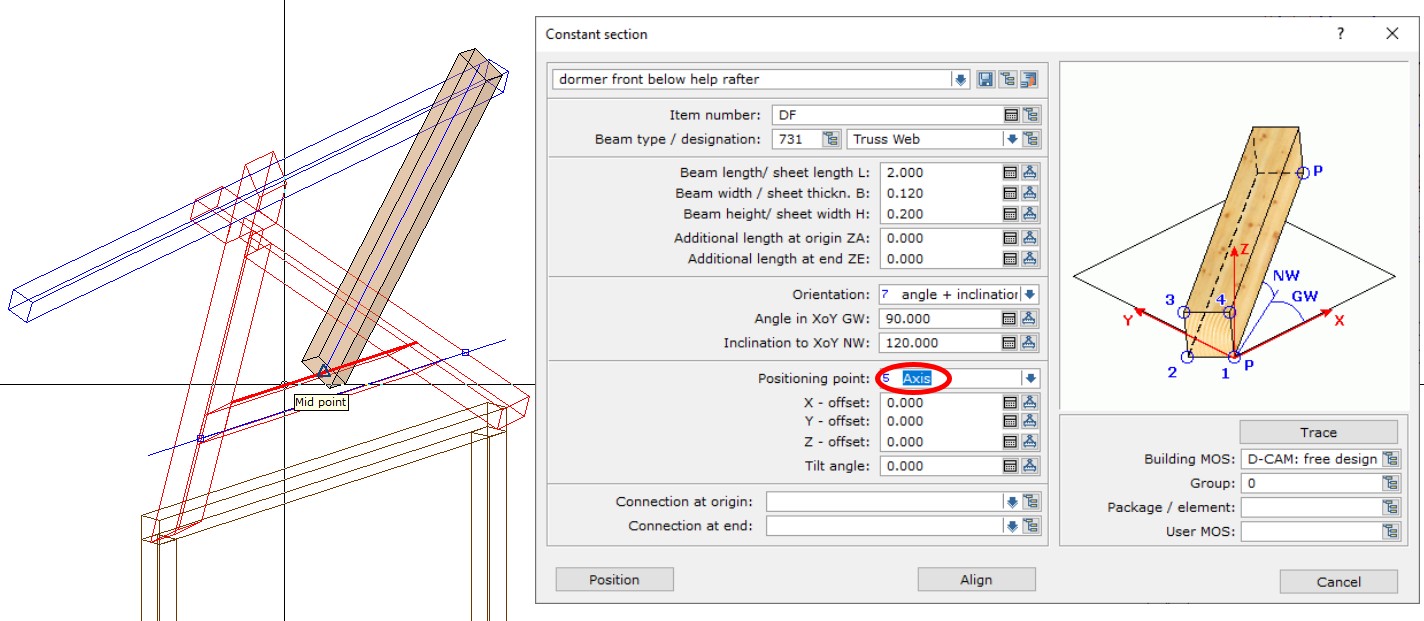 Mid point
Constant section
?
dormer front below help rafter
Item number: DF
Beam type / designation: 731 Truss Web
Beam length/ sheet length L: 2.000
Beam width / sheet thickn. B: 0.120
Beam height/ sheet width H: 0.200
Additional length at origin ZA: 0.000
Additional length at end ZE: 0.000
Orientation: 7 angle + inclination
Angle in XoY GW: 90.000
Inclination to XoY NW: 120.000
Positioning point: 5 Axis
X - offset: 0.000
Y - offset: 0.000
Z - offset: 0.000
Tilt angle: 0.000
Connection at origin:
Connection at end:
Position
Align
p
Z
NW
GW
3
4
Y
X
2
1
p
Trace
Building MOS: D-CAM: free design
Group: 0
Package / element:
User MOS:
Cancel